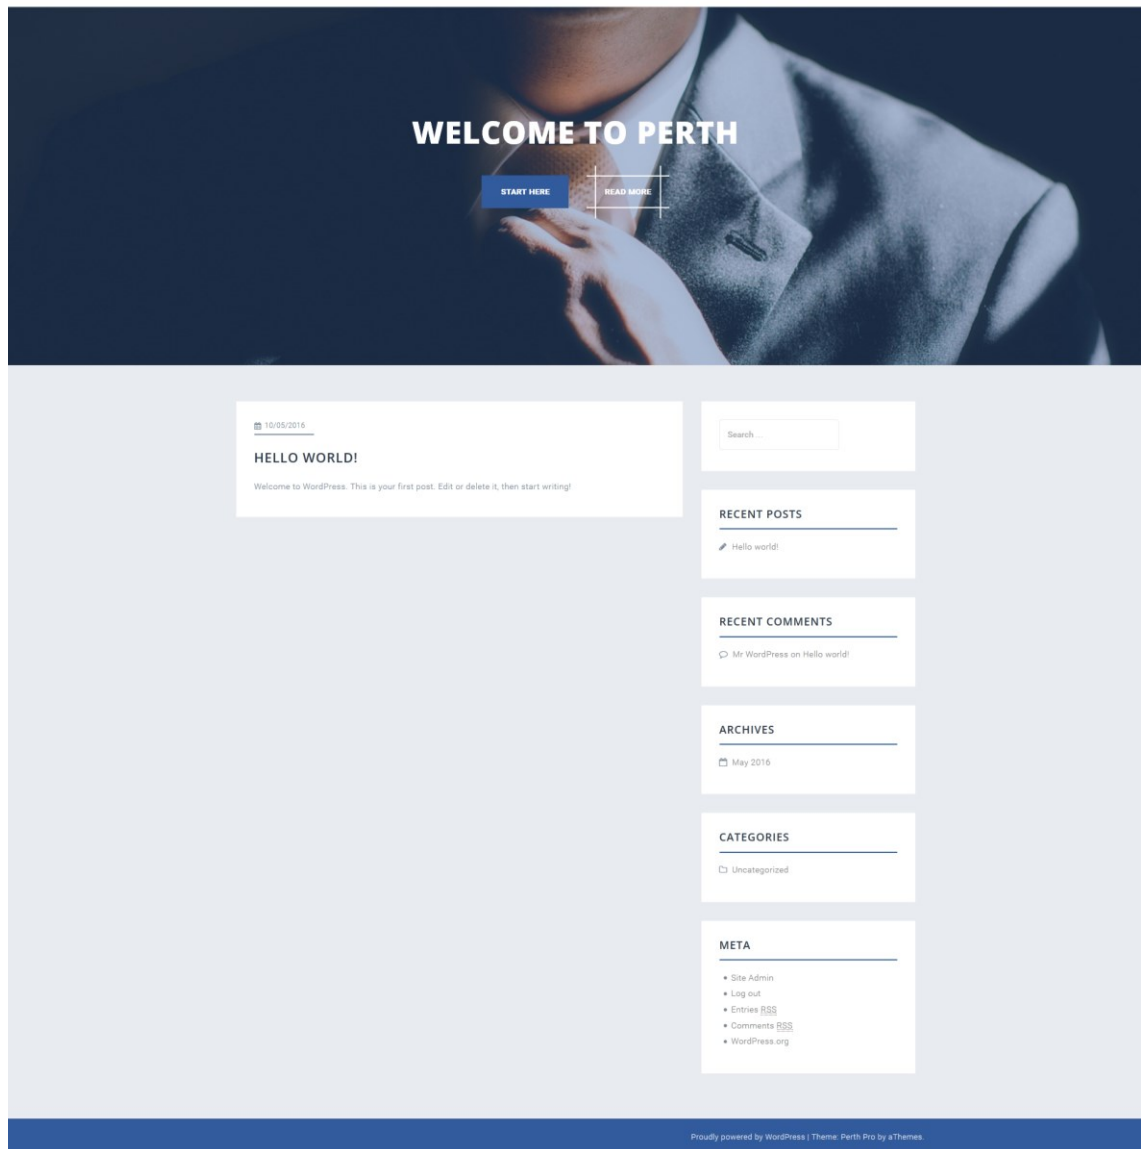 WELCOME TO PERTH
START HERE
READ MORE
10/05/2016
HELLO WORLD!
Welcome to WordPress. This is your first post. Edit or delete it, then start writing!
Search ...
RECENT POSTS
Hello world!
RECENT COMMENTS
Mr WordPress on Hello world!
ARCHIVES
May 2016
CATEGORIES
Uncategorized
META
Site Admin
Log out
Entries RSS
Comments RSS
WordPress.org
Proudly powered by WordPress | Theme: Perth Pro by aThemes.